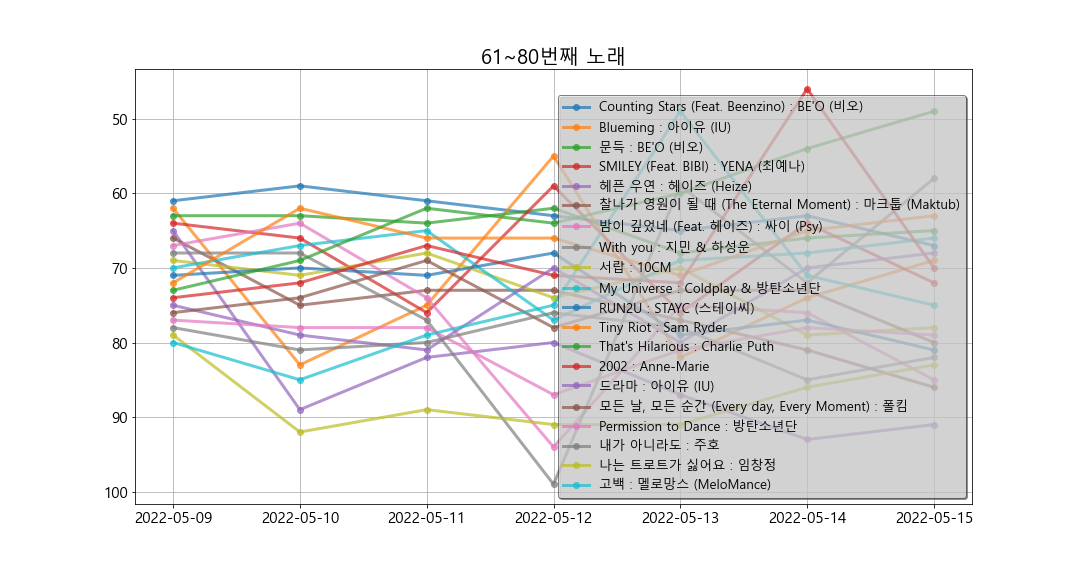 61~80번째 노래
50
60
70
80
90
100
Counting Stars (Feat. Beenzino) : BE'O (비오)
Blueming : 아이유 (IU)
문득 : BE'O (비오)
SMILEY (Feat. BIBI) : YENA (최예나)
헤픈 우연 : 헤이즈 (Heize)
찰나가 영원이 될 때 (The Eternal Moment) : 마크툽 (Maktub)
밤이 깊었네 (Feat. 헤이즈) : 싸이 (Psy)
With you : 지민 & 하성운
서랍 : 10CM
My Universe : Coldplay & 방탄소년단
RUN2U : STAYC (스테이씨)
Tiny Riot : Sam Ryder
That's Hilarious : Charlie Puth
2002 : Anne-Marie
드라마 : 아이유 (IU)
모든 날, 모든 순간 (Every day, Every Moment) : 폴킴
Permission to Dance : 방탄소년단
내가 아니라도 : 주호
나는 트로트가 싫어요 : 임창정
고백 : 멜로망스 (MeloMance)
2022-05-09
2022-05-10
2022-05-11
2022-05-12
2022-05-13
2022-05-14
2022-05-15